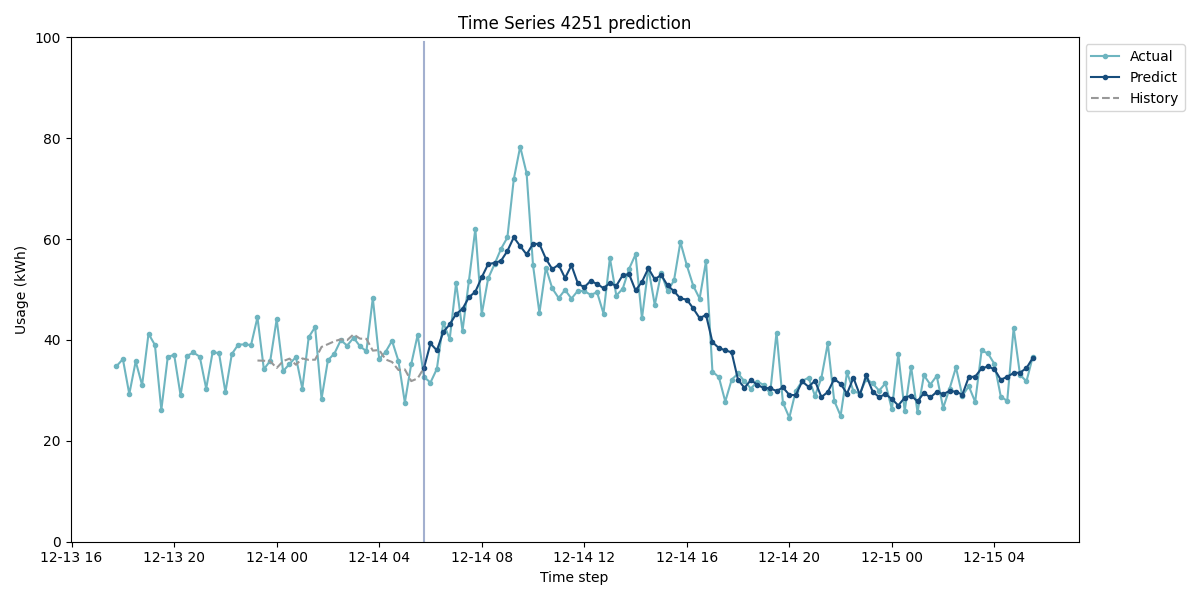 Time Series 4251 prediction
100
80
60
40
20
0
Usage (kWh)
12-13 16 12-13 20 12-14 00 12-14 04 12-14 08 12-14 12 12-14 16 12-14 20 12-15 00 12-15 04
Time step
Actual
Predict
History